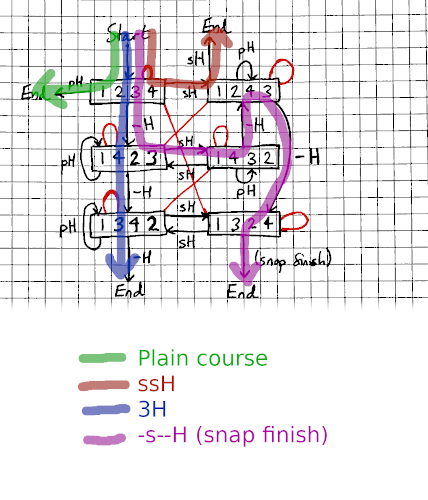 Start
End
sH
pH
End
pH
1 2 3 4
sH
1 2 4 3
-H
-H
pH
1 4 2 3
sH
1 4 3 2
-H
sH
-H
pH
pH
1 3 4 2
sH
1 3 2 4
sH
-H
(snap finish)
End
End
Plain course
ssH
3H
-s--H (snap finish)